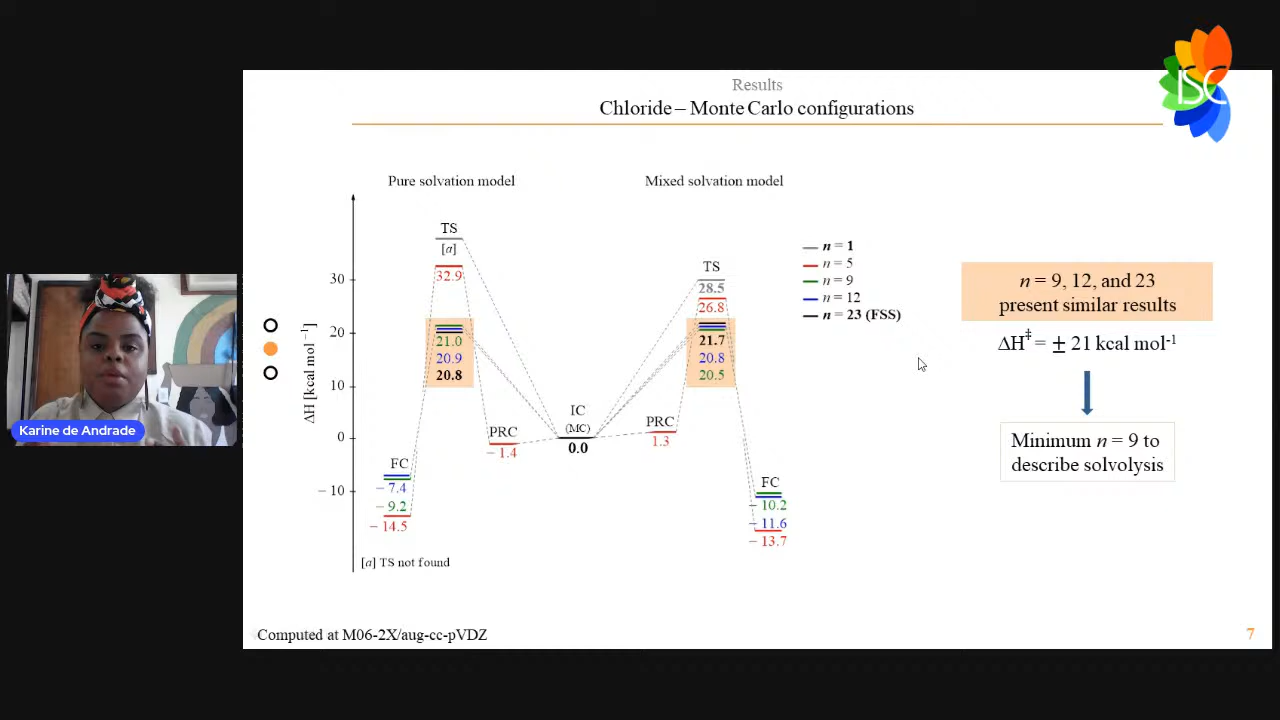 Results
Chloride – Monte Carlo configurations
ISC
Pure solvation model
Mixed solvation model
TS
[a]
32.9
21.0
20.9
20.8
ΔH [kcal mol⁻¹]
30
20
10
0
– 10
FC
– 7.4
– 9.2
– 14.5
PRC
– 1.4
IC
(MC)
0.0
PRC
1.3
TS
28.5
26.8
21.7
20.8
20.5
FC
– 10.2
– 11.6
– 13.7
n = 1
n = 5
n = 9
n = 12
n = 23 (FSS)
n = 9, 12, and 23
present similar results
ΔH‡ = ± 21 kcal mol⁻¹
Minimum n = 9 to
describe solvolysis
[a] TS not found
Computed at M06-2X/aug-cc-pVDZ
7
Karine de Andrade